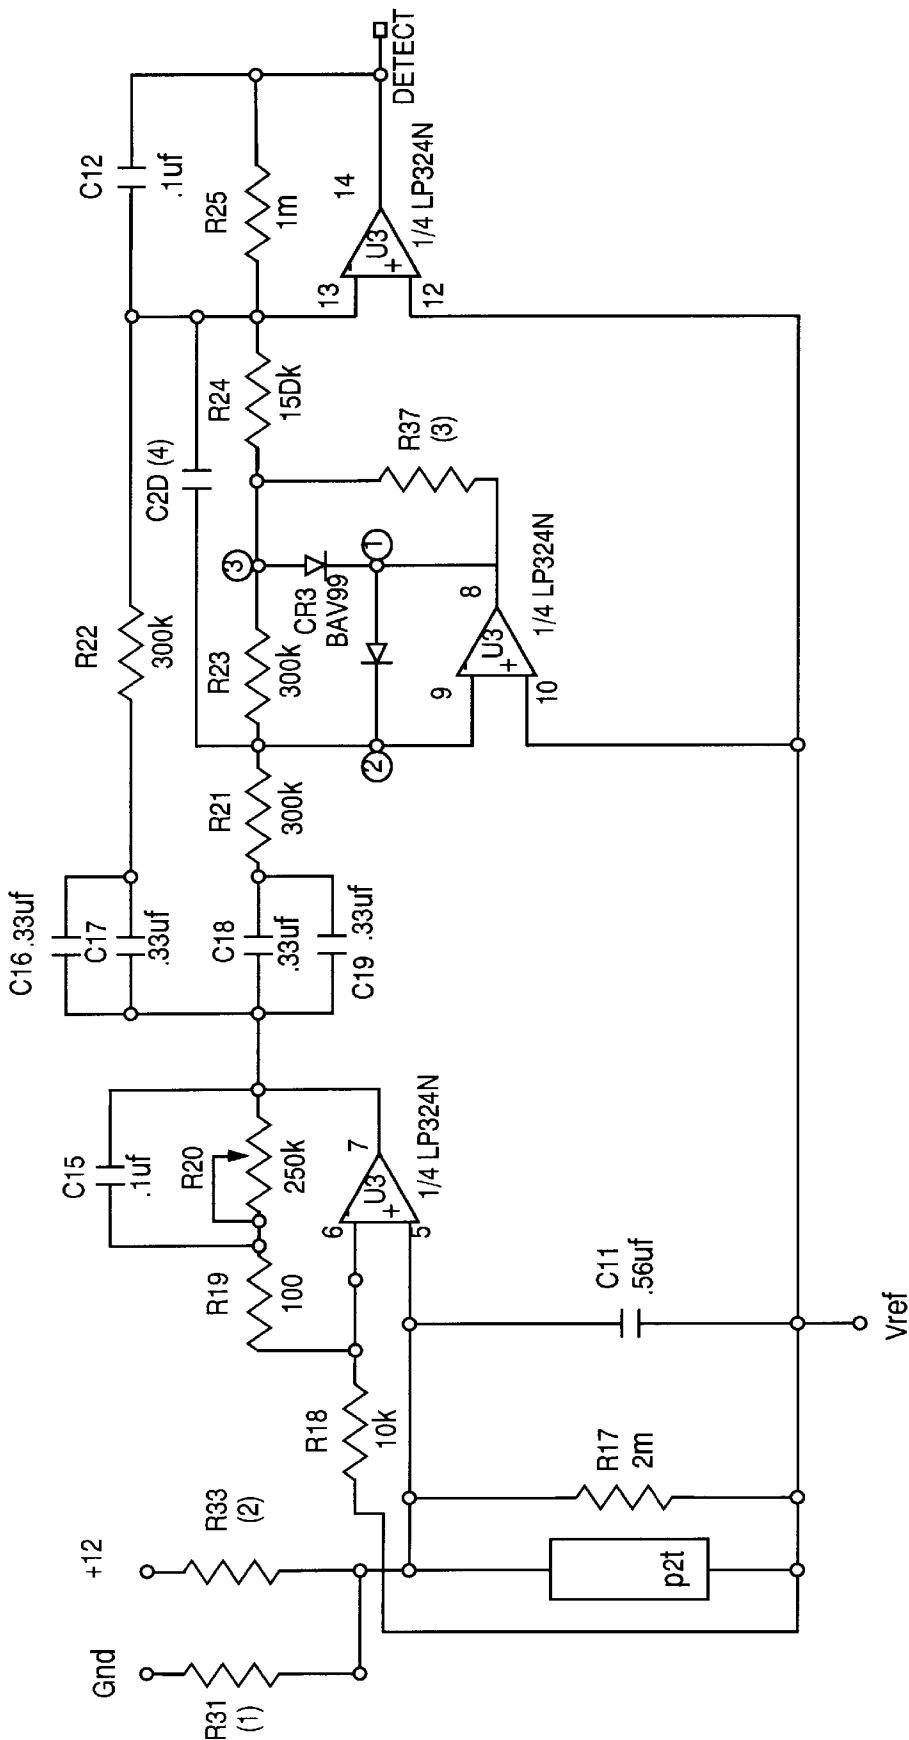 Gnd
R31
(1)
+12
R33
(2)
p2t
R17
2m
R18
10k
C11
.56uf
Vref
R19
100
R20
250k
C15
.1uf
6
5
-
+
U3
7
1/4 LP324N
C16 .33uf
C17
.33uf
C18
.33uf
C19 .33uf
R21
300k
R22
300k
R23
300k
2
1
3
CR3
BAV99
9
10
-
+
U3
8
1/4 LP324N
R37
(3)
C2D (4)
R24
15Dk
13
12
-
+
U3
14
1/4 LP324N
R25
1m
C12
.1uf
DETECT